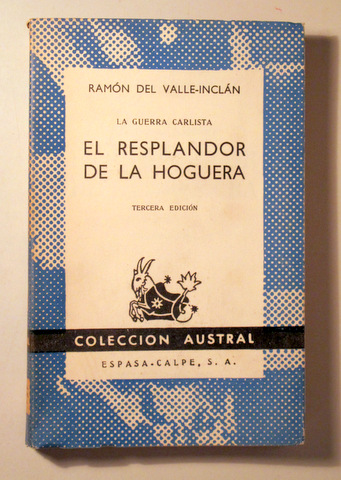 RAMÓN DEL VALLE-INCLÁN
LA GUERRA CARLISTA
EL RESPLANDOR
DE LA HOGUERA
TERCERA EDICIÓN
COLECCION AUSTRAL
ESPASA-CALPE, S. A.